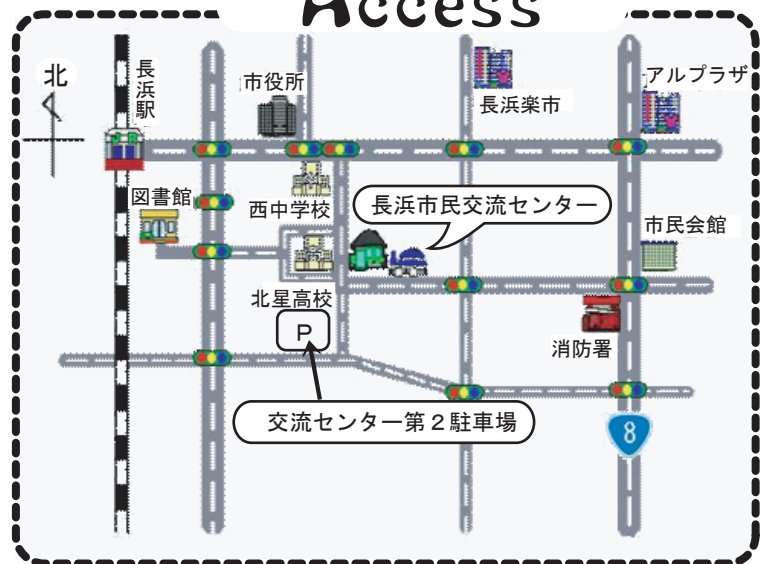 Access
北
長浜駅
市役所
長浜楽市
アルプラザ
図書館
西中学校
長浜市民交流センター
市民会館
北星高校
P
消防署
交流センター第2駐車場
8